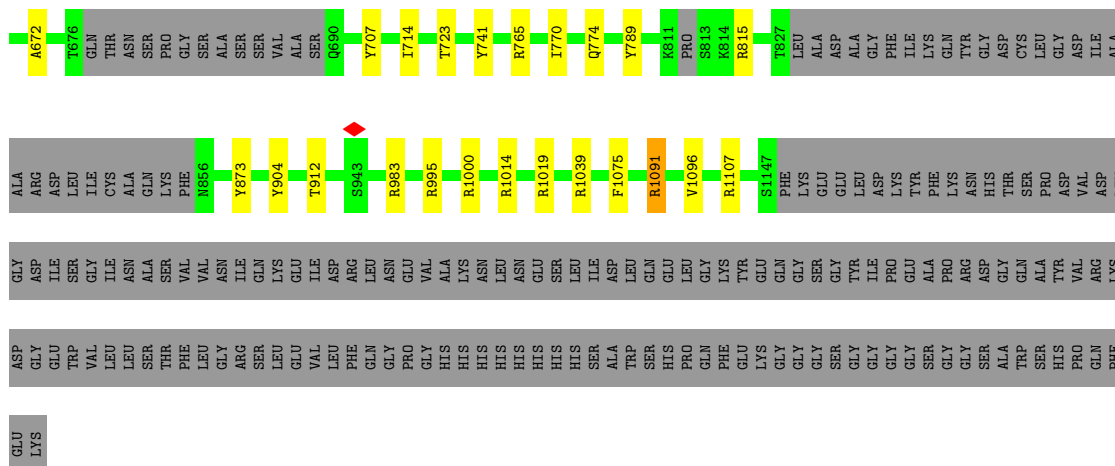 A672 T676 GLN THR ASN SER PRO GLY SER ALA SER SER VAL ALA SER Q690 Y707 I714 T723 Y741 R765 I770 Q774 Y789 K811 PRO S813 K814 R815 T827 LEU ALA ASP ALA GLY PHE ILE LYS GLN TYR GLY ASP CYS LEU GLY ASP ILE ALA
ALA ARG ASP LEU ILE CYS ALA GLN LYS PHE N856 Y873 Y904 T912 S943 R983 R995 R1000 R1014 R1019 R1039 F1075 R1091 V1096 R1107 S1147 PHE LYS GLU GLU LEU ASP LYS TYR PHE LYS ASN HIS THR SER PRO ASP VAL ASP
GLY ASP ILE SER GLY ILE ASN ALA SER VAL VAL ASN ILE GLN LYS GLU ILE ASP ARG LEU ASN GLU VAL ALA LYS ASN LEU ASN GLU SER LEU ILE ASP LEU GLN GLU LEU GLY LYS TYR GLU GLN GLY SER GLY TYR ILE PRO GLU ALA PRO ARG ASP GLY GLN ALA TYR VAL ARG LYS
ASP GLY GLU TRP VAL LEU LEU SER THR PHE LEU GLY ARG SER LEU GLU VAL LEU PHE GLN GLY PRO GLY HIS HIS HIS HIS HIS HIS HIS HIS SER ALA TRP SER HIS PRO GLN PHE GLU LYS GLY GLY GLY SER GLY GLY GLY GLY SER GLY GLY SER ALA TRP SER HIS PRO GLN PHE
GLU LYS